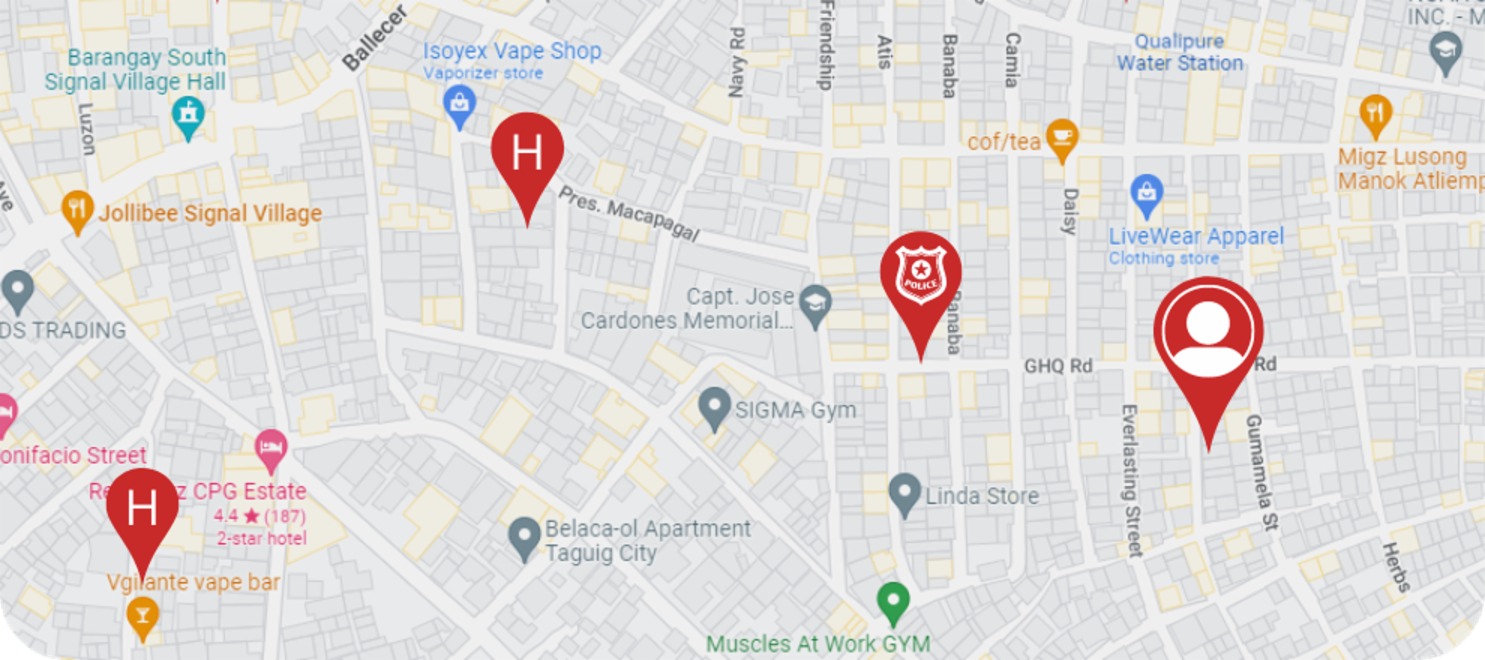 INC. - M
Ballecer
Friendship
Navy Rd
Atis
Banaba
Camia
Isoyex Vape Shop
Vaporizer store
Qualipure
Water Station
Barangay South
Signal Village Hall
Luzon
H
cof/tea
Migz Lusong
Manok Atliemp
Ave
Pres. Macapagal
Daisy
Jollibee Signal Village
LiveWear Apparel
Clothing store
POLICE
Capt. Jose
Cardones Memorial...
Banaba
DS TRADING
GHQ Rd
Rd
SIGMA Gym
Everlasting Street
Gumamela St
onifacio Street
CPG Estate
4.4 ★ (187)
2-star hotel
H
Linda Store
Belaca-ol Apartment
Taguig City
Herbs
Vgilante vape bar
Muscles At Work GYM